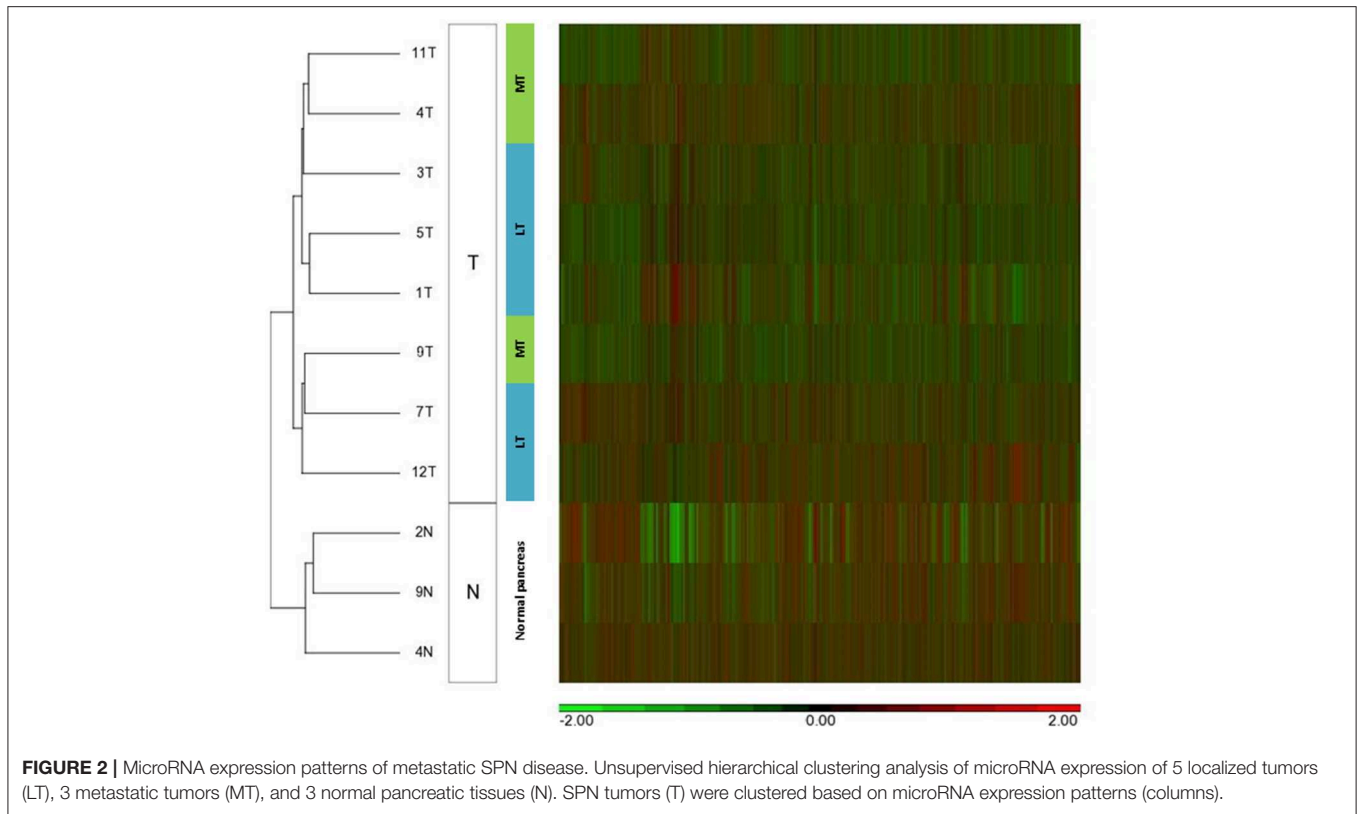 11T
4T
3T
5T
1T
9T
7T
12T
2N
9N
4N
T
N
MT
LT
MT
LT
Normal pancreas
-2.00 0.00 2.00
FIGURE 2 | MicroRNA expression patterns of metastatic SPN disease. Unsupervised hierarchical clustering analysis of microRNA expression of 5 localized tumors
(LT), 3 metastatic tumors (MT), and 3 normal pancreatic tissues (N). SPN tumors (T) were clustered based on microRNA expression patterns (columns).